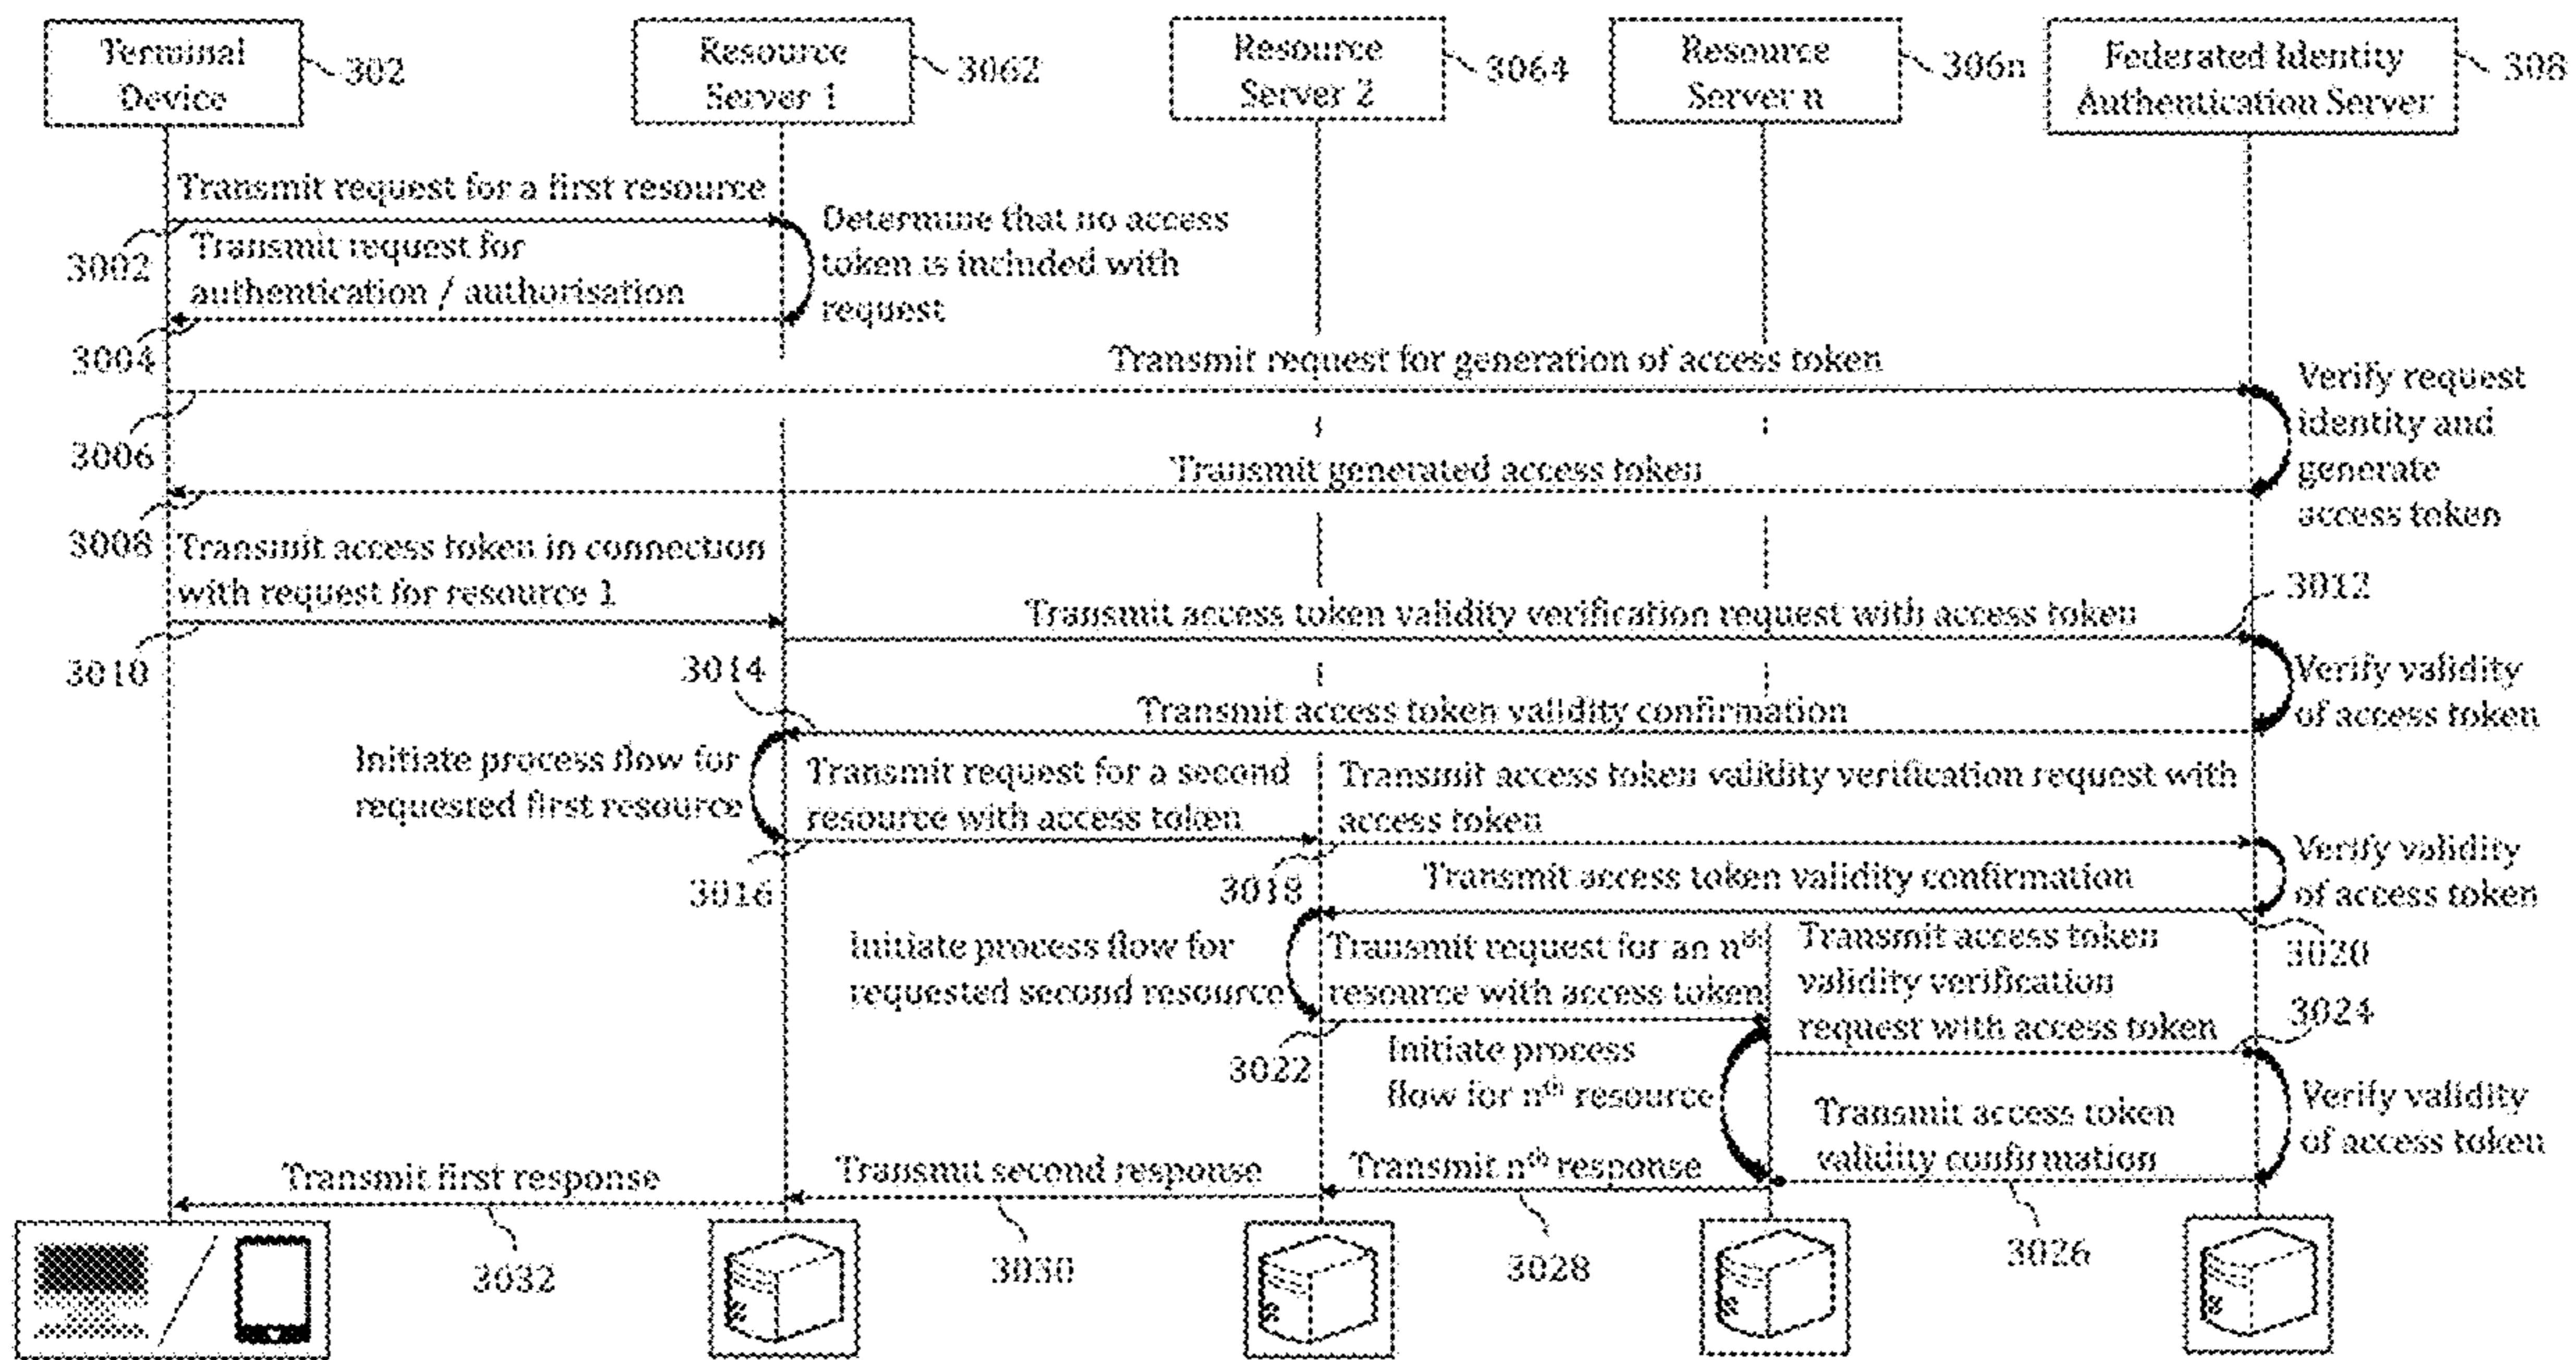 Terminal
Device
302
Resource
Server 1
3062
Resource
Server 2
3064
Resource
Server n
306n
Federated Identity
Authentication Server
308
Transmit request for a first resource
3002
Determine that no access
token is included with
request
Transmit request for
authentication / authorisation
3004
Transmit request for generation of access token
3006
Verify request
identity and
generate
access token
Transmit generated access token
3008
Transmit access token in connection
with request for resource 1
3010
Transmit access token validity verification request with access token
3012
Verify validity
of access token
3014
Transmit access token validity confirmation
Initiate process flow for
requested first resource
Transmit request for a second
resource with access token
3016
Transmit access token validity verification request with
access token
3018
Verify validity
of access token
Transmit access token validity confirmation
3020
Initiate process flow for
requested second resource
Transmit request for an nth
resource with access token
3022
Transmit access token
validity verification
request with access token
3024
Initiate process
flow for nth resource
Verify validity
of access token
Transmit access token
validity confirmation
3026
Transmit nth response
3028
Transmit second response
3030
Transmit first response
3032